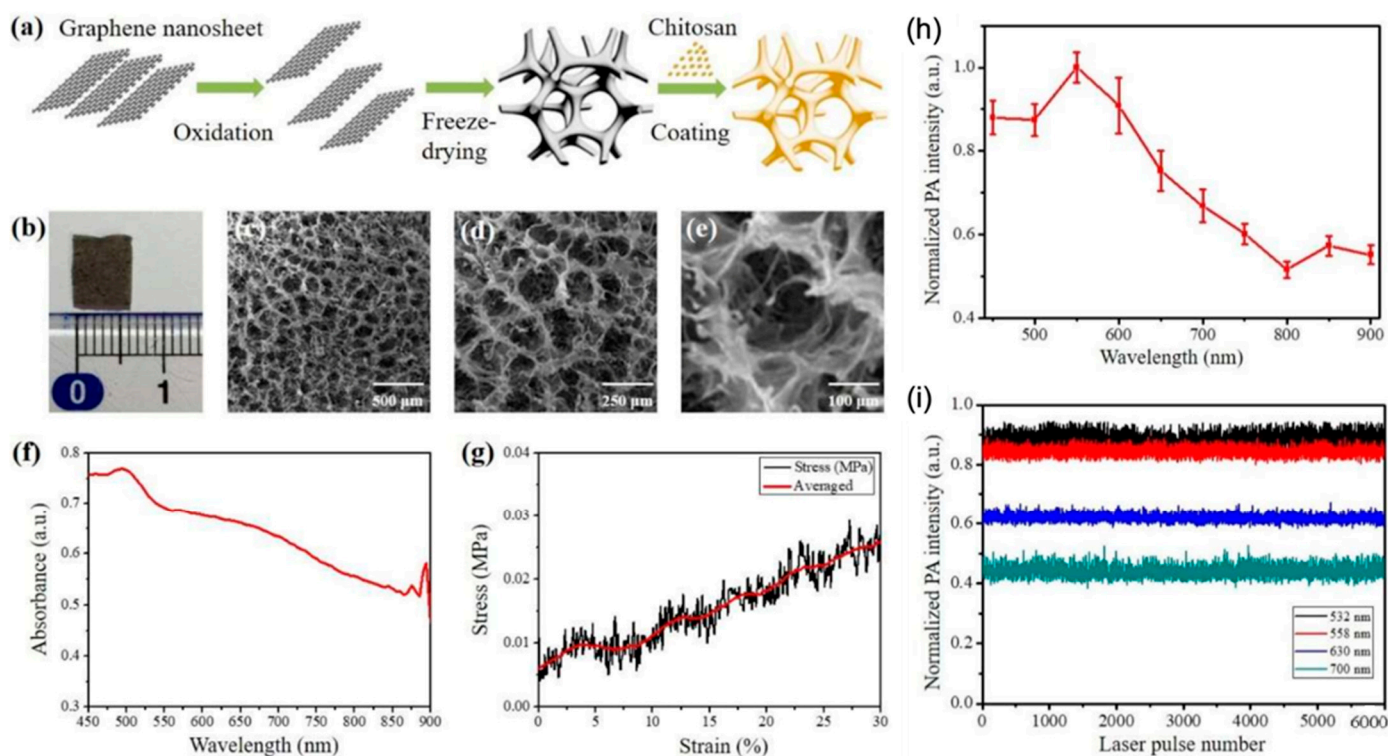 (a)
Graphene nanosheet
Oxidation
Freeze-
drying
Chitosan
Coating
(b)
0
1
(c)
500 μm
(d)
250 μm
(e)
100 μm
(f)
Absorbance (a.u.)
0.8
0.7
0.6
0.5
0.4
0.3
450 500 550 600 650 700 750 800 850 900
Wavelength (nm)
(g)
Stress (MPa)
0.04
0.03
0.02
0.01
0.00
Stress (MPa)
Averaged
0 5 10 15 20 25 30
Strain (%)
(h)
Normalized PA intensity (a.u.)
1.0
0.8
0.6
0.4
500 600 700 800 900
Wavelength (nm)
(i)
Normalized PA intensity (a.u.)
1.0
0.8
0.6
0.4
0.2
0.0
532 nm
558 nm
630 nm
700 nm
0 1000 2000 3000 4000 5000 6000
Laser pulse number